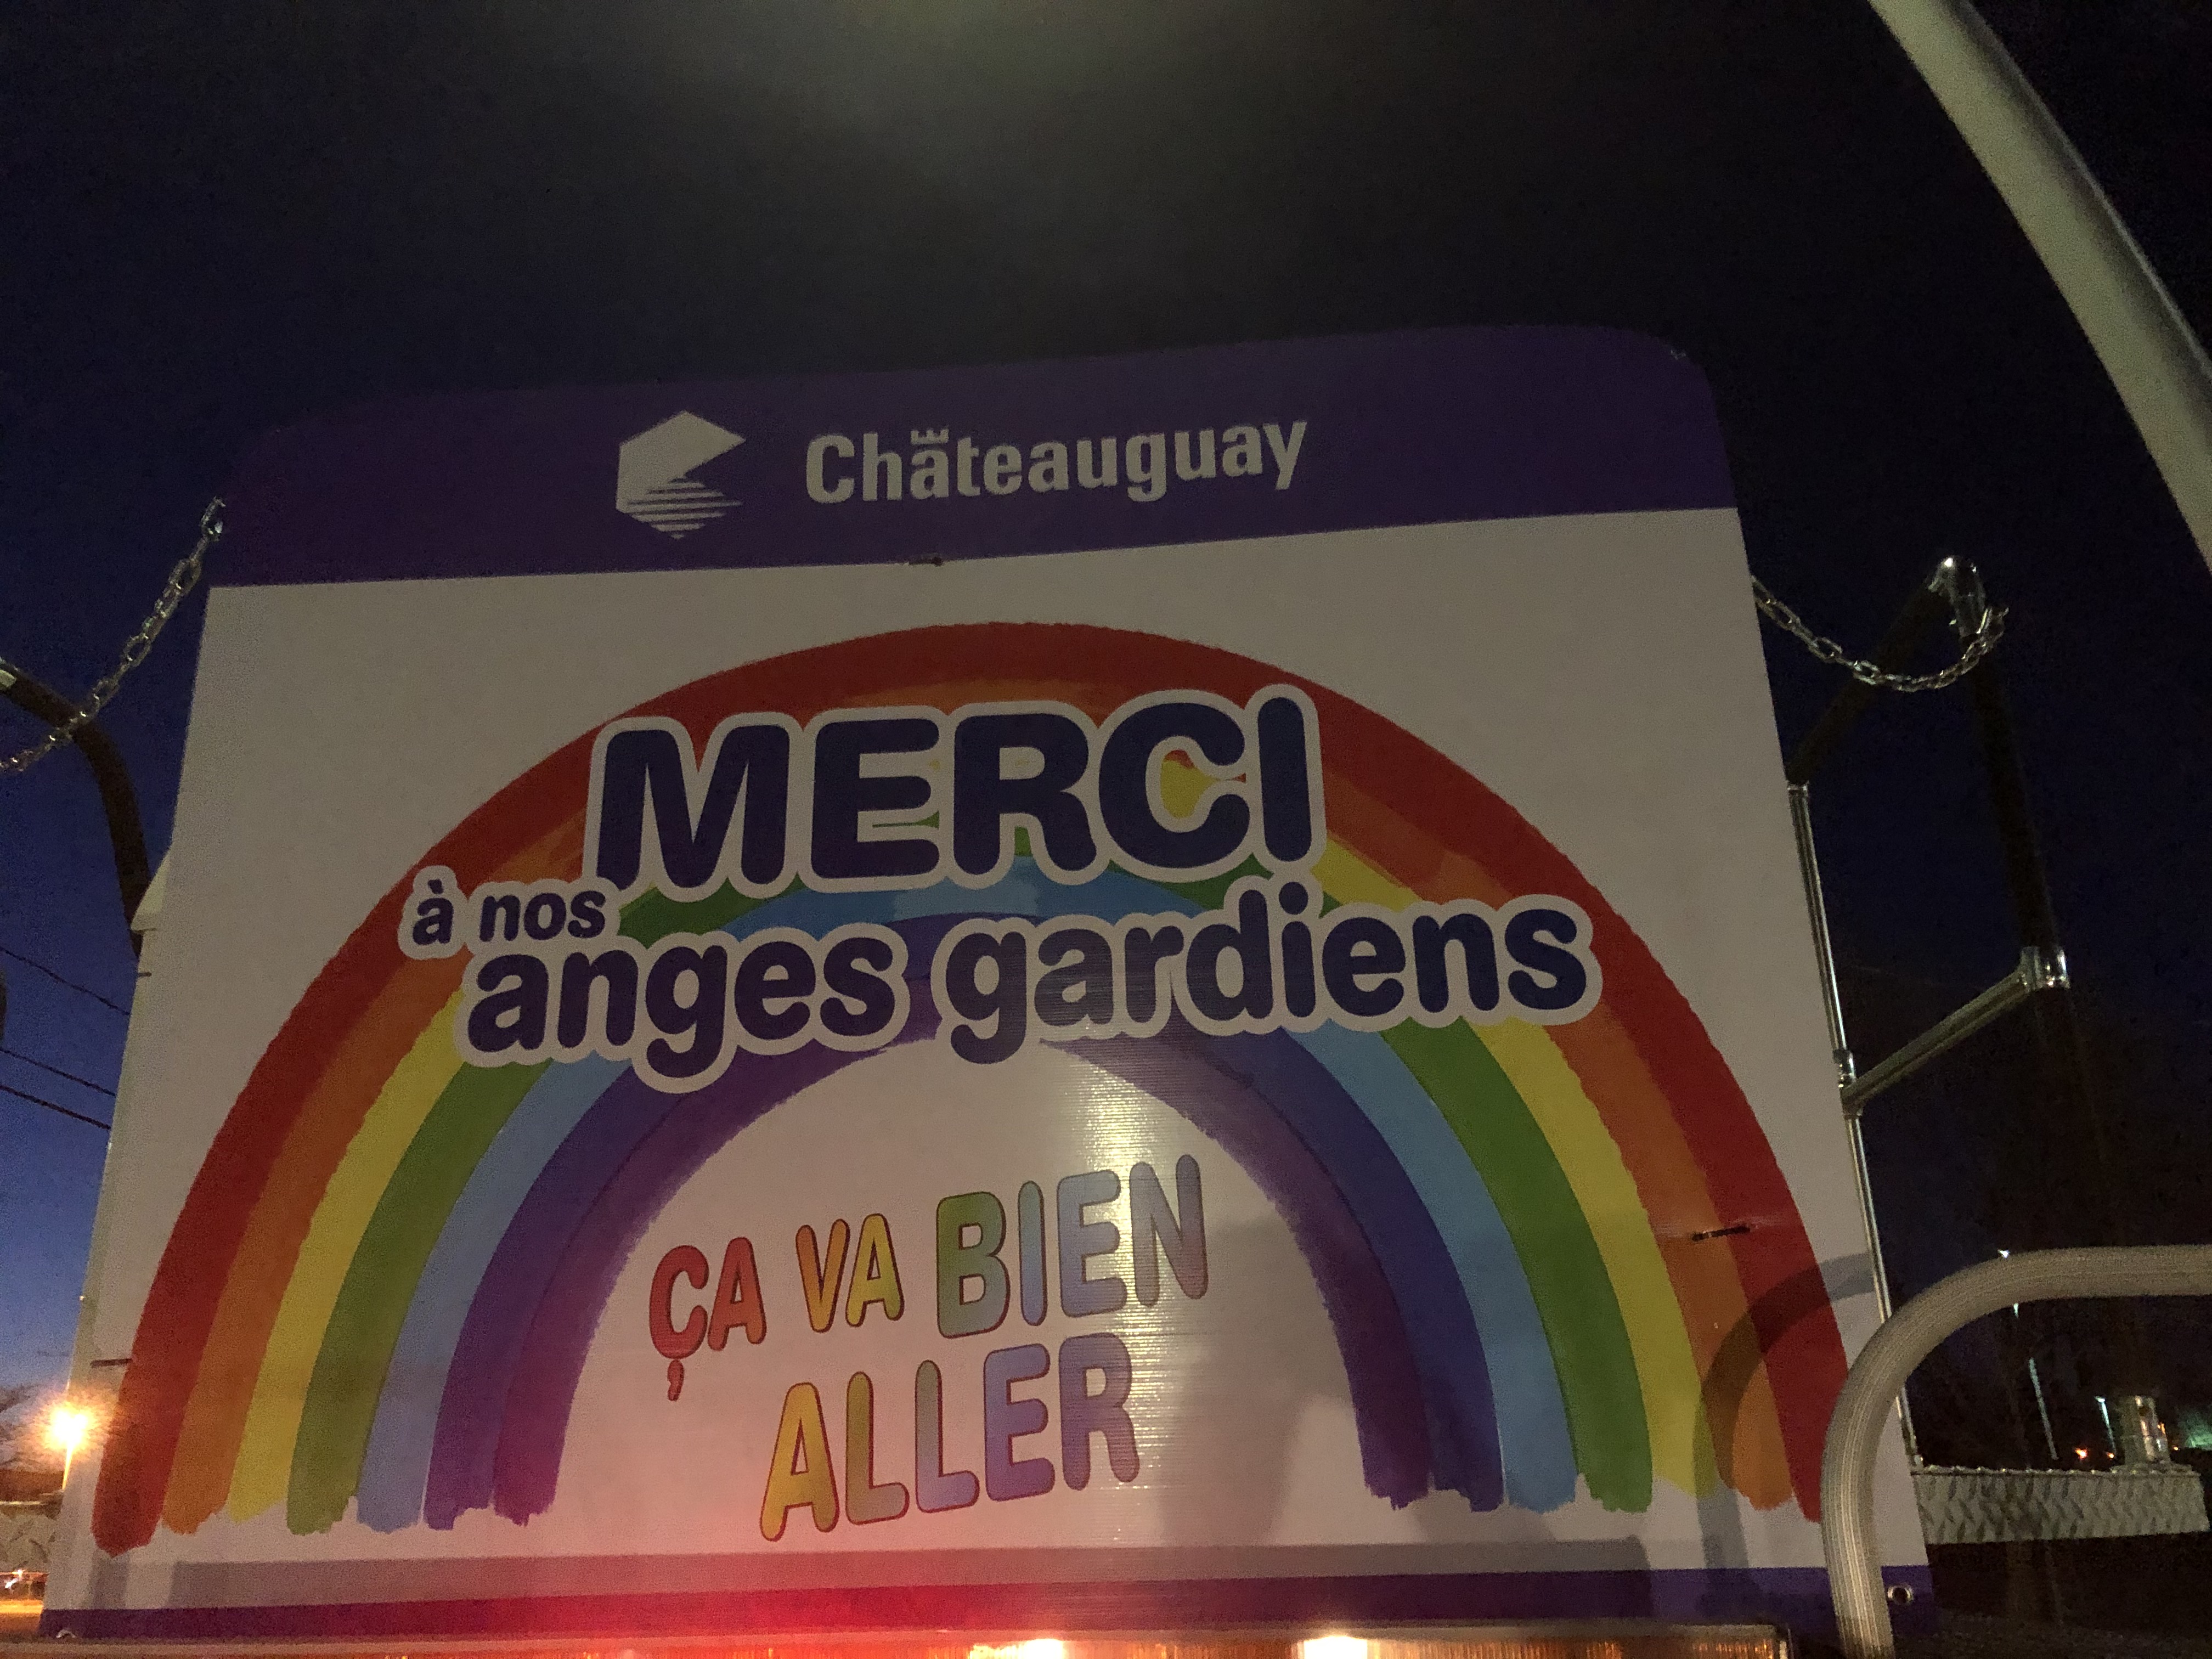 Châteauguay
MERCI
à nos
anges gardiens
ÇA VA BIEN
ALLER